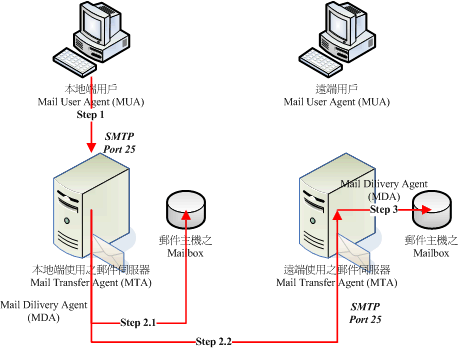 本地端用戶
Mail User Agent (MUA)
Step 1
SMTP
Port 25
遠端用戶
Mail User Agent (MUA)
郵件主機之
Mailbox
本地端使用之郵件伺服器
Mail Transfer Agent (MTA)
Mail Dilivery Agent
(MDA)
Step 2.1
Step 2.2
Mail Dilivery Agent
(MDA)
Step 3
郵件主機之
Mailbox
遠端使用之郵件伺服器
Mail Transfer Agent (MTA)
SMTP
Port 25